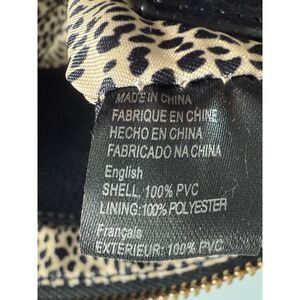 MADE IN CHINA
FABRIQUE EN CHINE
HECHO EN CHINA
FABRICADO NA CHINA
English
SHELL: 100% PVC
LINING:100% POLYESTER
Français
EXTERIEUR: 100% PVC